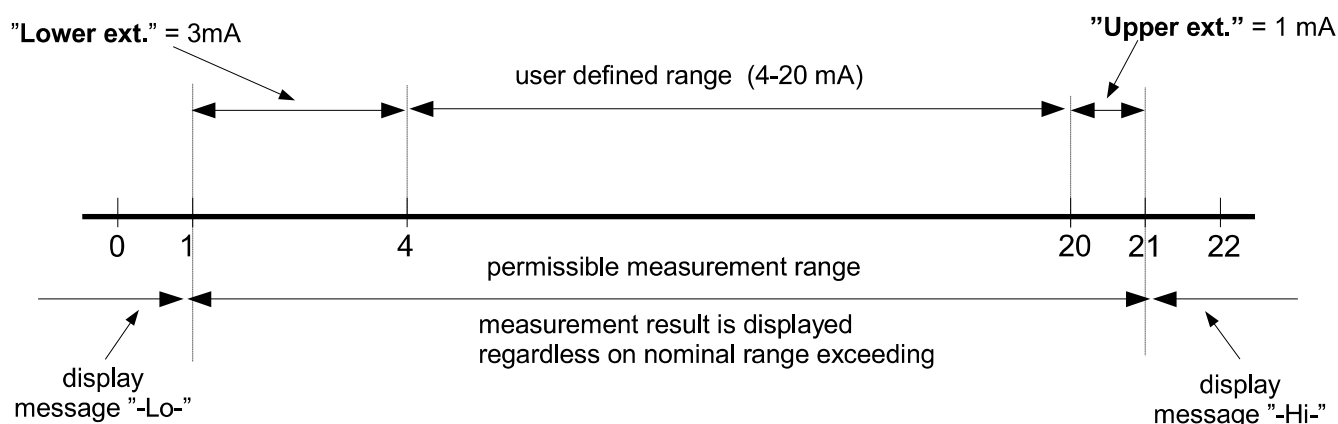 "Lower ext." = 3mA
"Upper ext." = 1 mA
user defined range (4-20 mA)
0 1 4 20 21 22
permissible measurement range
measurement result is displayed
regardless on nominal range exceeding
display
message "-Lo-"
display
message "-Hi-"